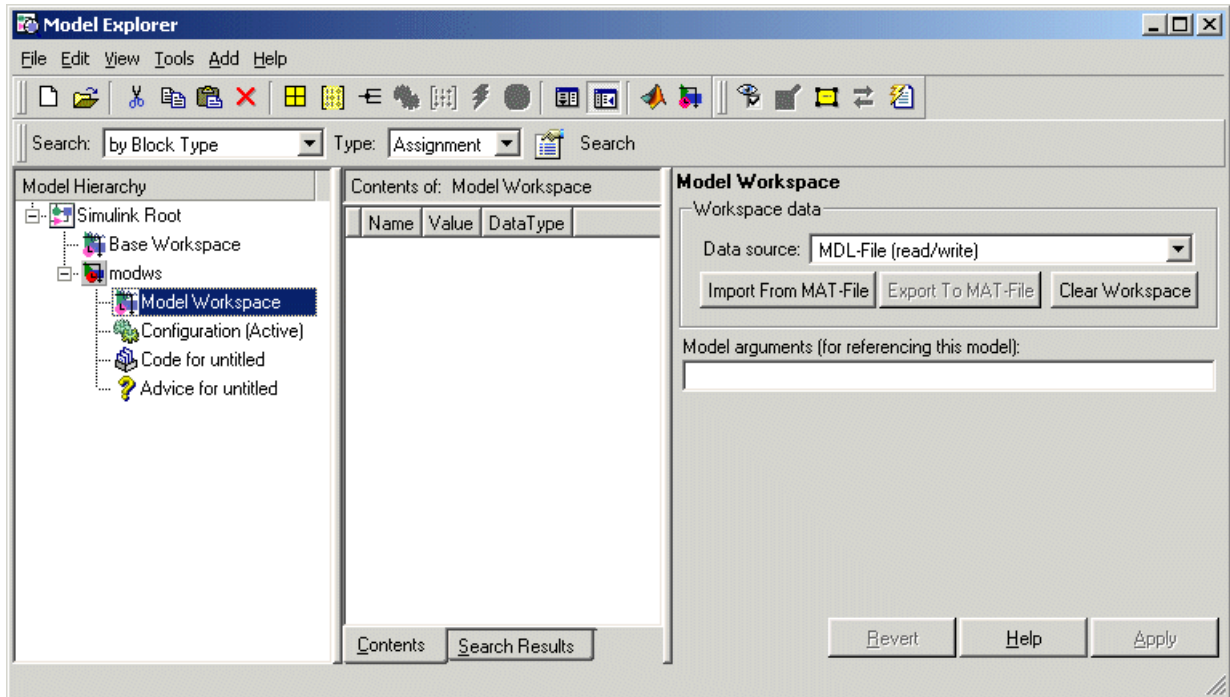 Model Explorer
File Edit View Tools Add Help
Search: by Block Type Type: Assignment Search
Model Hierarchy
Simulink Root
Base Workspace
modws
Model Workspace
Configuration (Active)
Code for untitled
Advice for untitled
Contents of: Model Workspace
Name Value DataType
Contents Search Results
Model Workspace
Workspace data
Data source: MDL-File (read/write)
Import From MAT-File Export To MAT-File Clear Workspace
Model arguments (for referencing this model):
Revert Help Apply